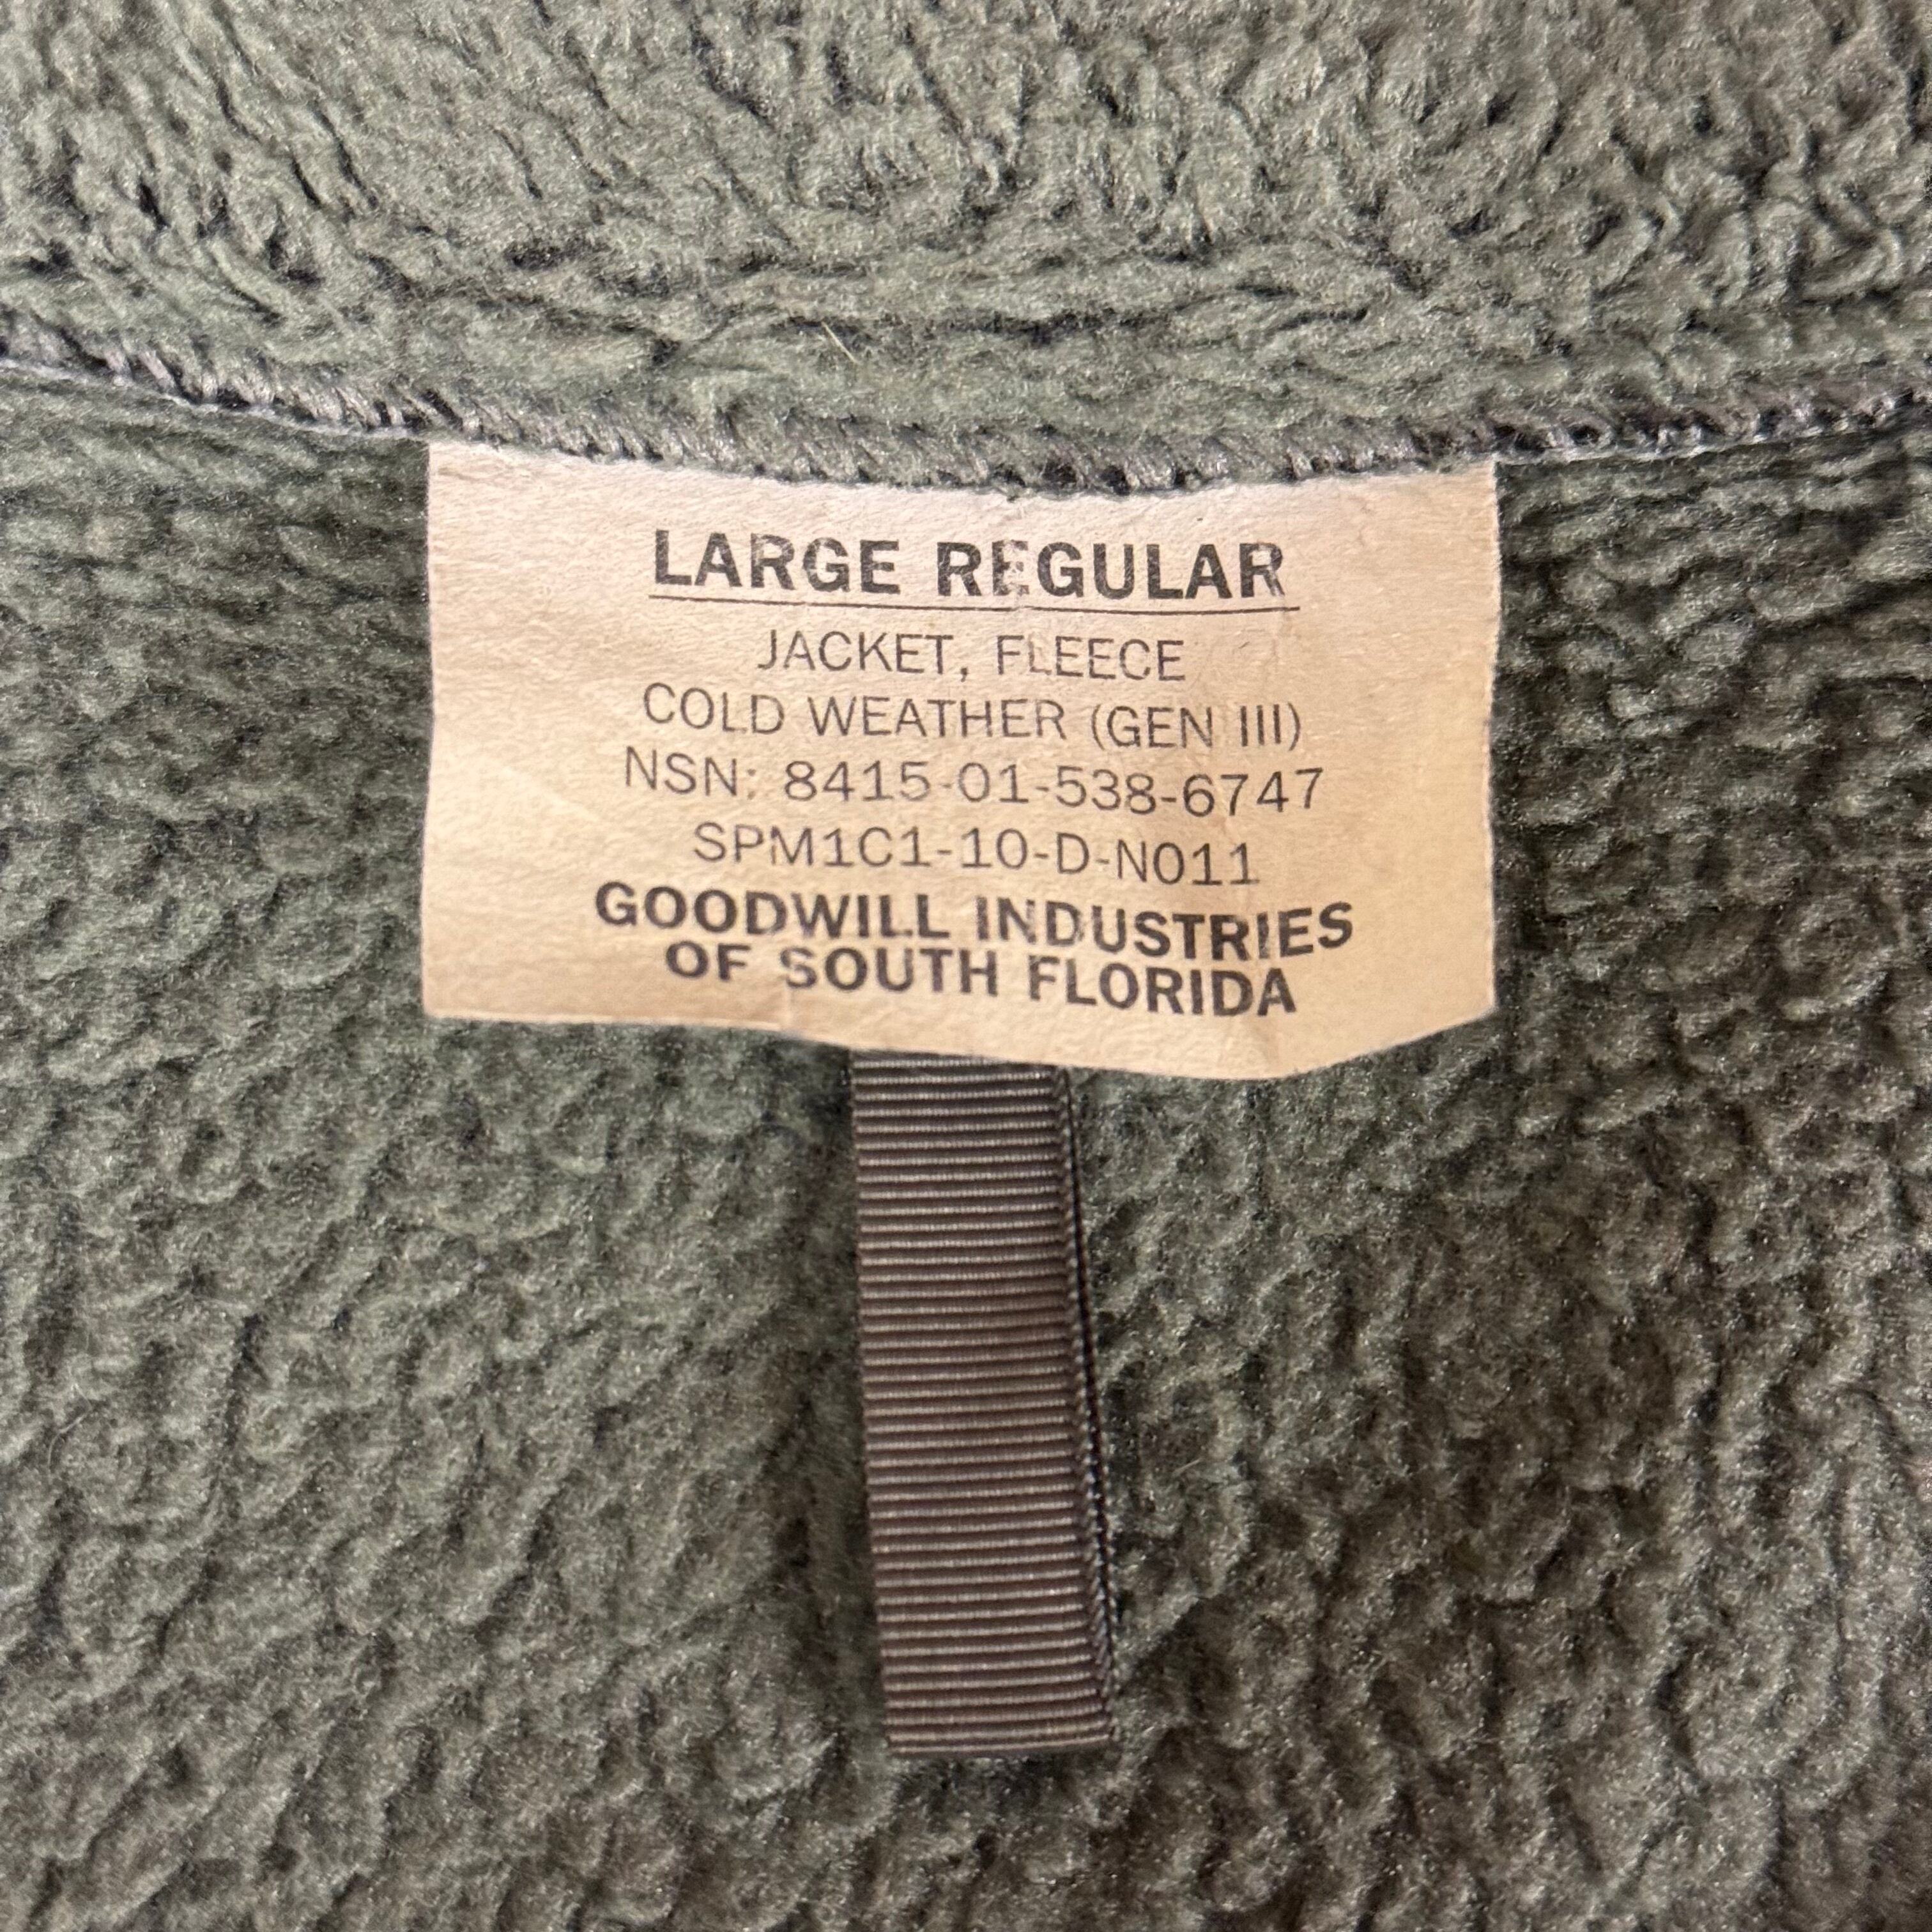 LARGE REGULAR
JACKET, FLEECE
COLD WEATHER (GEN III)
NSN: 8415-01-538-6747
SPM1C1-10-D-N011
GOODWILL INDUSTRIES
OF SOUTH FLORIDA